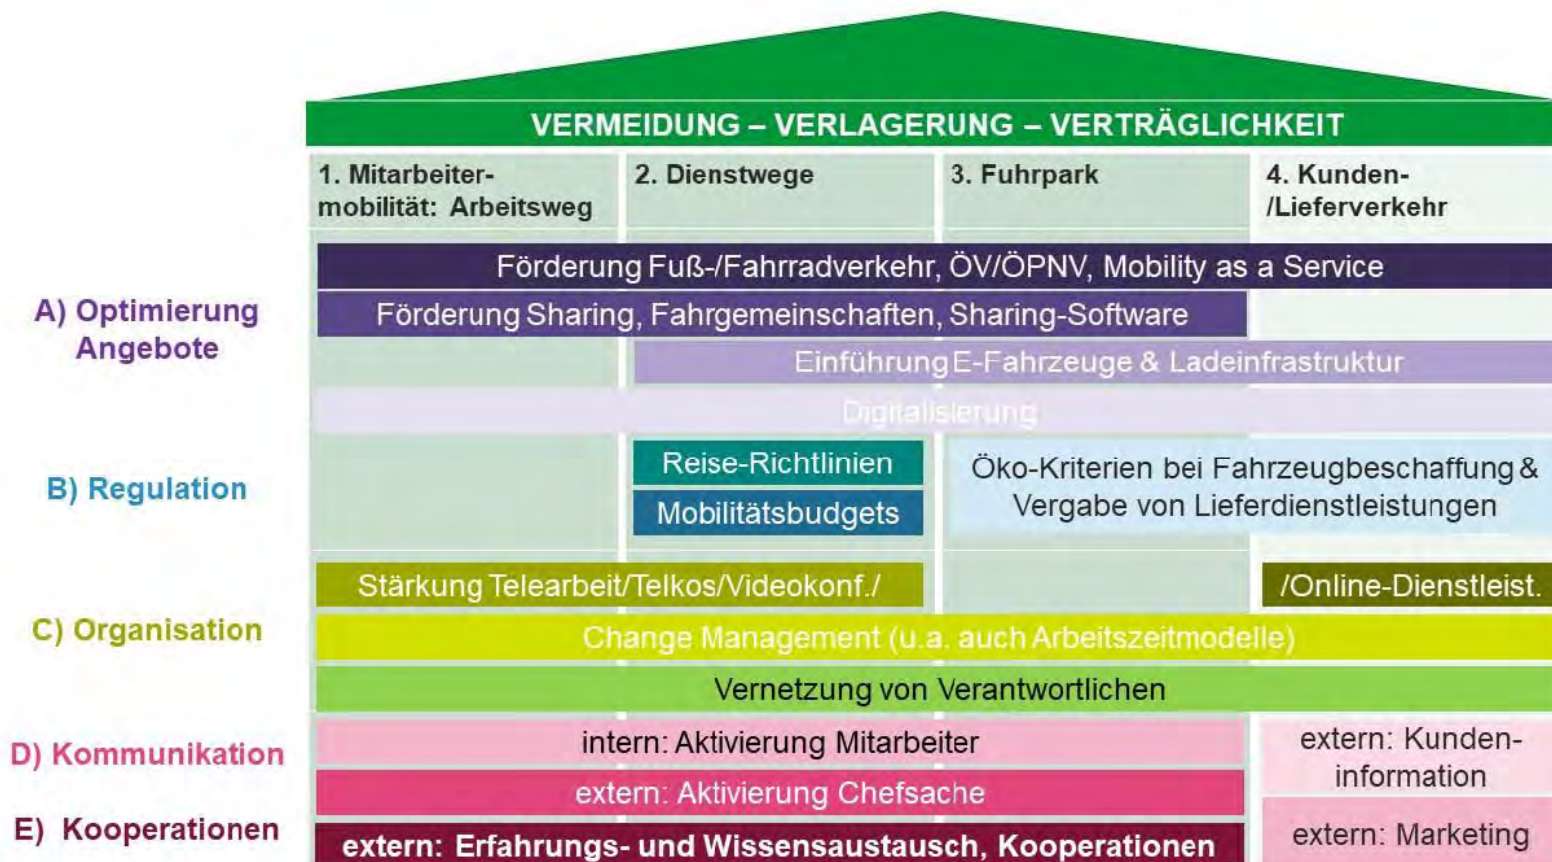 VERMEIDUNG – VERLAGERUNG – VERTRÄGLICHKEIT
1. Mitarbeiter-
mobilität: Arbeitsweg
2. Dienstwege
3. Fuhrpark
4. Kunden-
/Lieferverkehr
A) Optimierung
Angebote
Förderung Fuß-/Fahrradverkehr, ÖV/ÖPNV, Mobility as a Service
Förderung Sharing, Fahrgemeinschaften, Sharing-Software
Einführung E-Fahrzeuge & Ladeinfrastruktur
Digitalisierung
B) Regulation
Reise-Richtlinien
Mobilitätsbudgets
Öko-Kriterien bei Fahrzeugbeschaffung &
Vergabe von Lieferdienstleistungen
C) Organisation
Stärkung Telearbeit/Telkos/Videokonf./
/Online-Dienstleist.
Change Management (u.a. auch Arbeitszeitmodelle)
Vernetzung von Verantwortlichen
D) Kommunikation
intern: Aktivierung Mitarbeiter
extern: Kunden-
information
extern: Aktivierung Chefsache
E) Kooperationen
extern: Erfahrungs- und Wissensaustausch, Kooperationen
extern: Marketing